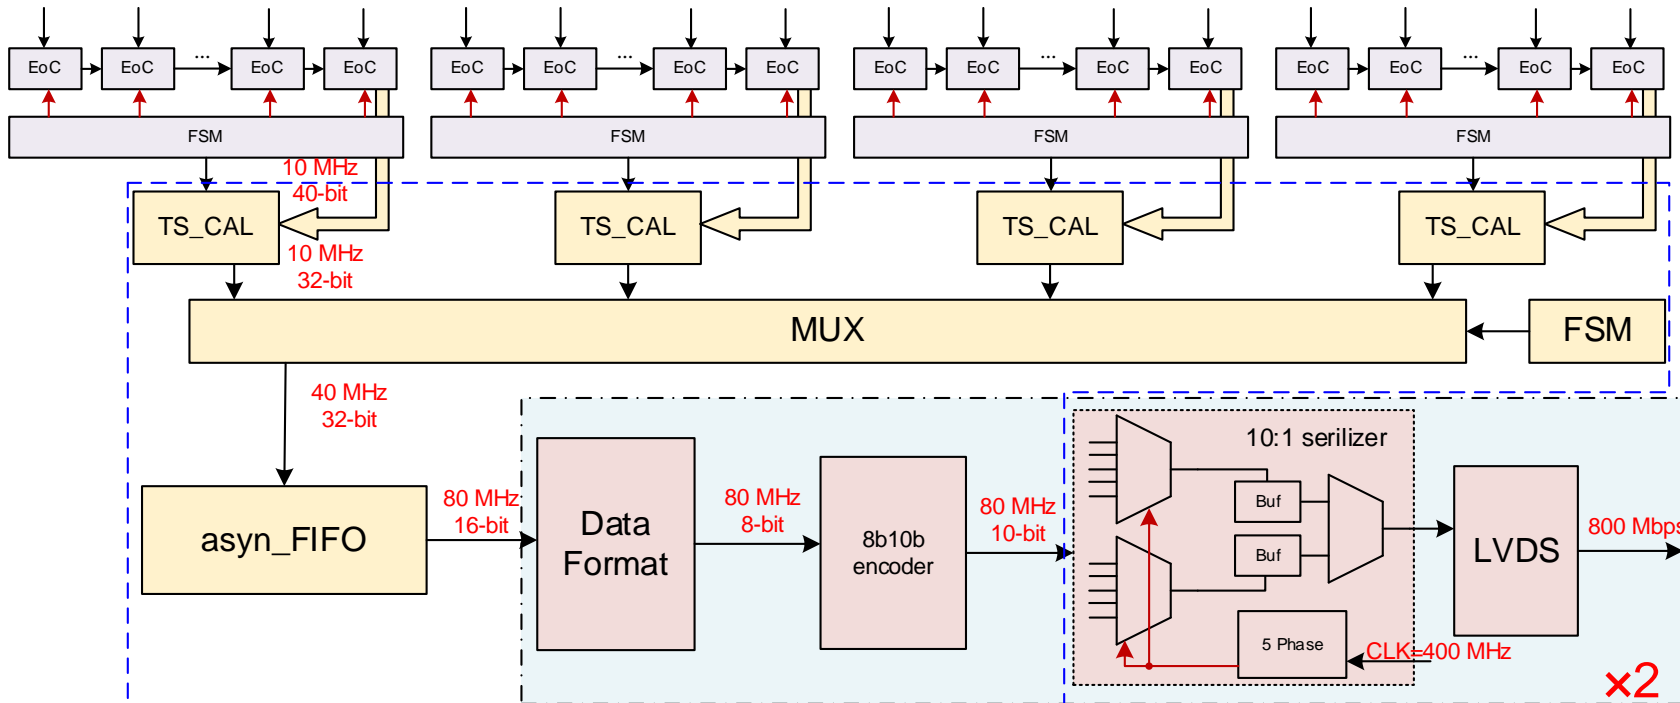 ... ... ... ...
EoC EoC EoC EoC EoC EoC EoC EoC EoC EoC EoC EoC EoC EoC EoC EoC
FSM FSM FSM FSM
10 MHz
40-bit
TS_CAL TS_CAL TS_CAL TS_CAL
10 MHz
32-bit
MUX FSM
40 MHz
32-bit
asyn_FIFO
80 MHz
16-bit
Data
Format
80 MHz
8-bit
8b10b
encoder
80 MHz
10-bit
10:1 serilizer
Buf
Buf
5 Phase
CLK=400 MHz
LVDS
800 Mbps
×2